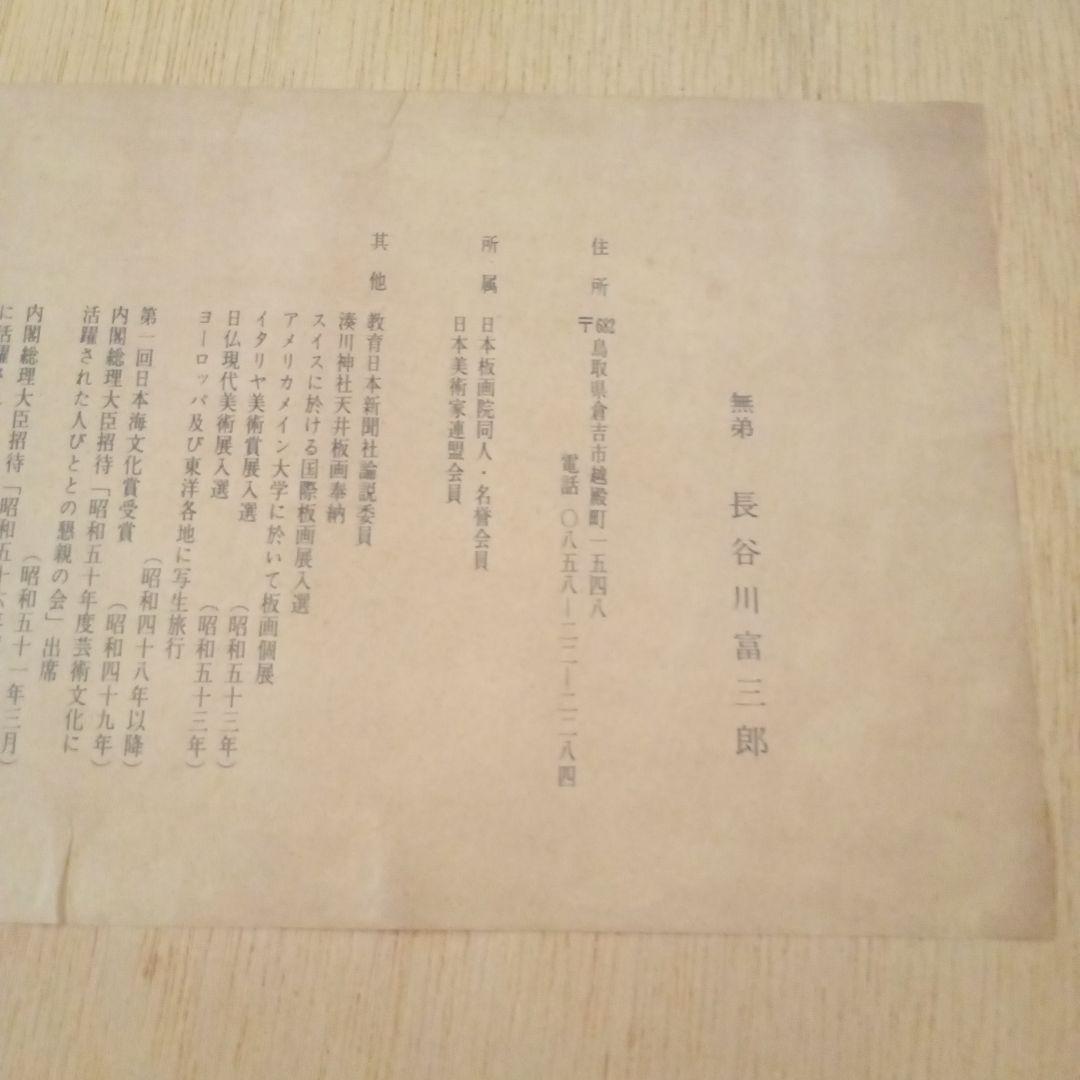 無弟 長谷川富三郎
住所 〒682 鳥取県倉吉市越殿町一五四八
電話 〇八五八―二二―二二八四
所属 日本板画院同人・名誉会員
日本美術家連盟会員
其他 教育日本新聞社論説委員
湊川神社天井板画奉納
スイスに於ける国際板画展入選
アメリカメイン大学に於いて板画個展
イタリヤ美術賞展入選 (昭和五十三年)
日仏現代美術展入選 (昭和五十三年)
ヨーロッパ及び東洋各地に写生旅行
(昭和四十八年以降)
第一回日本海文化賞受賞 (昭和四十九年)
内閣総理大臣招待「昭和五十年度芸術文化に
活躍された人びととの懇親の会」出席
(昭和五十一年三月)
内閣総理大臣招待「昭和五十
に活躍